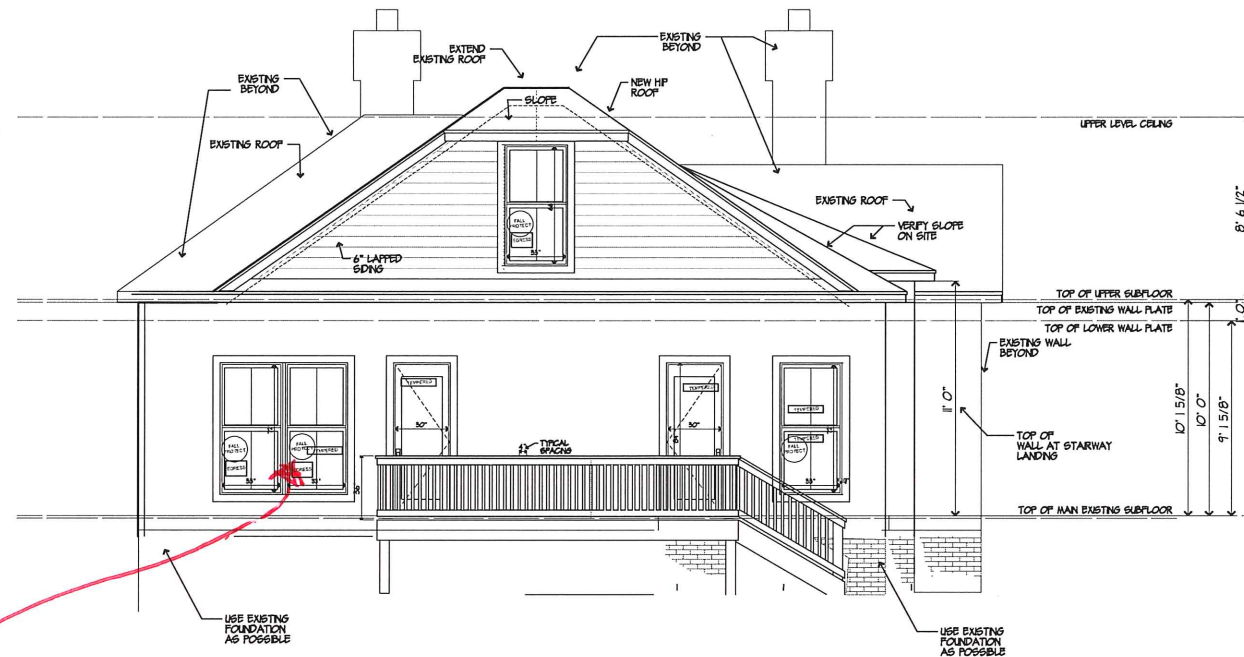 EXTEND
EXISTING ROOF
EXISTING
BEYOND
EXISTING
BEYOND
NEW HIP
ROOF
SLOPE
UPPER LEVEL CEILING
EXISTING ROOF
EXISTING ROOF
VERIFY SLOPE
ON SITE
8' 6 1/2"
FALL
PROTECT
EGRESS
33"
6" LAPPED
SIDING
TOP OF UPPER SUBFLOOR
TOP OF EXISTING WALL PLATE
TOP OF LOWER WALL PLATE
1' 0"
EXISTING WALL
BEYOND
TEMPERED
TEMPERED
TEMPERED
30"
30"
11' 0"
10' 1 5/8"
10' 0"
9' 1 5/8"
TYPICAL
SPACING
TOP OF
WALL AT STAIRWAY
LANDING
FALL
PROTECT
EGRESS
33"
FALL
PROTECT
TEMPERED
EGRESS
33"
TEMPERED
FALL
PROTECT
33"
36"
TOP OF MAIN EXISTING SUBFLOOR
USE EXISTING
FOUNDATION
AS POSSIBLE
USE EXISTING
FOUNDATION
AS POSSIBLE